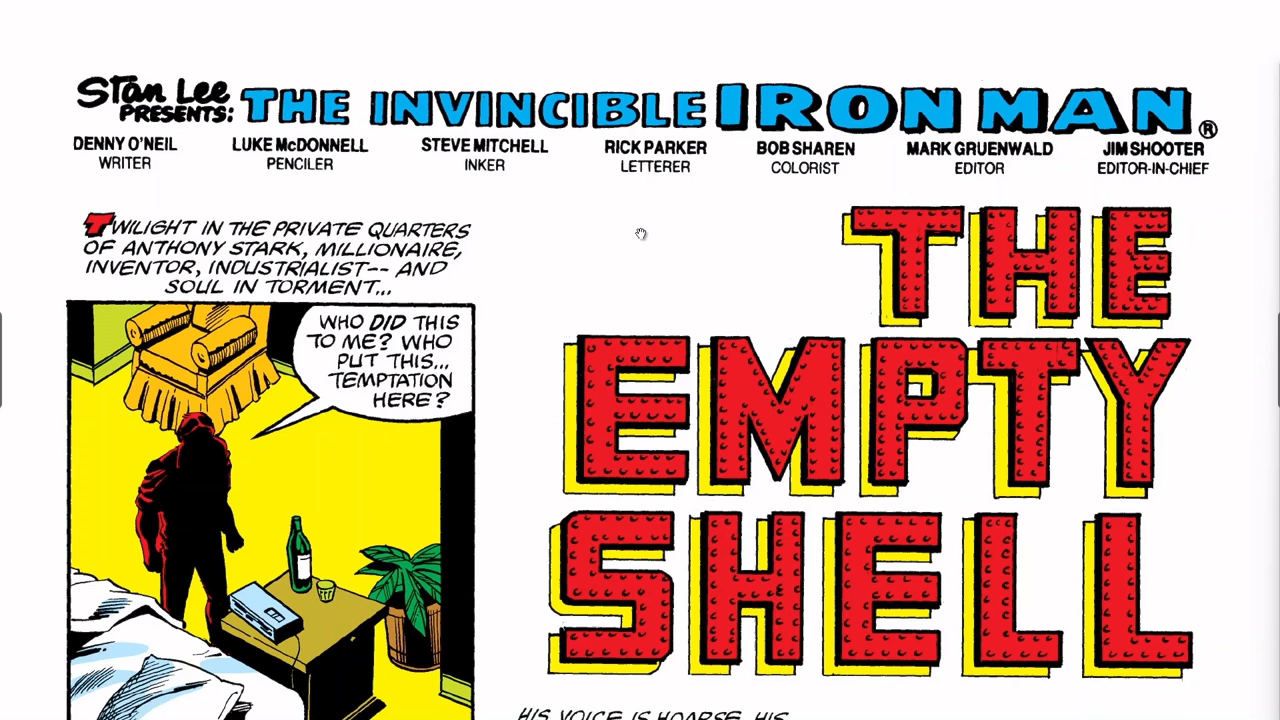 Stan Lee
PRESENTS: THE INVINCIBLE IRON MAN®
DENNY O'NEIL LUKE McDONNELL STEVE MITCHELL RICK PARKER BOB SHAREN MARK GRUENWALD JIM SHOOTER
WRITER PENCILER INKER LETTERER COLORIST EDITOR EDITOR-IN-CHIEF
TWILIGHT IN THE PRIVATE QUARTERS
OF ANTHONY STARK, MILLIONAIRE,
INVENTOR, INDUSTRIALIST-- AND
SOUL IN TORMENT...
WHO DID THIS
TO ME? WHO
PUT THIS...
TEMPTATION
HERE?
THE
EMPTY
SHELL
HIS VOICE IS HOARSE, HIS